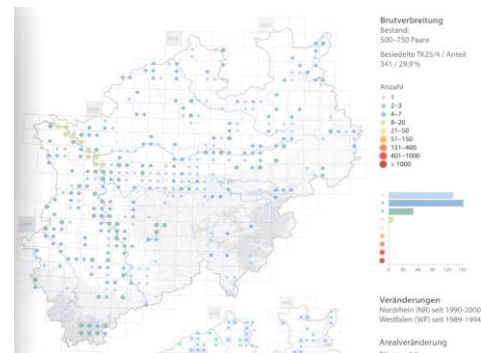 Brutverbreitung
Bestand:
500–750 Paare
Besiedelte TK25/4 / Anteil
341 / 29,9 %
Anzahl
1
2–3
4–7
8–20
21–50
51–150
151–400
401–1000
> 1000
Veränderungen
Nordrhein (NR) seit 1990-2000
Westfalen (WF) seit 1989-1994
Arealveränderung